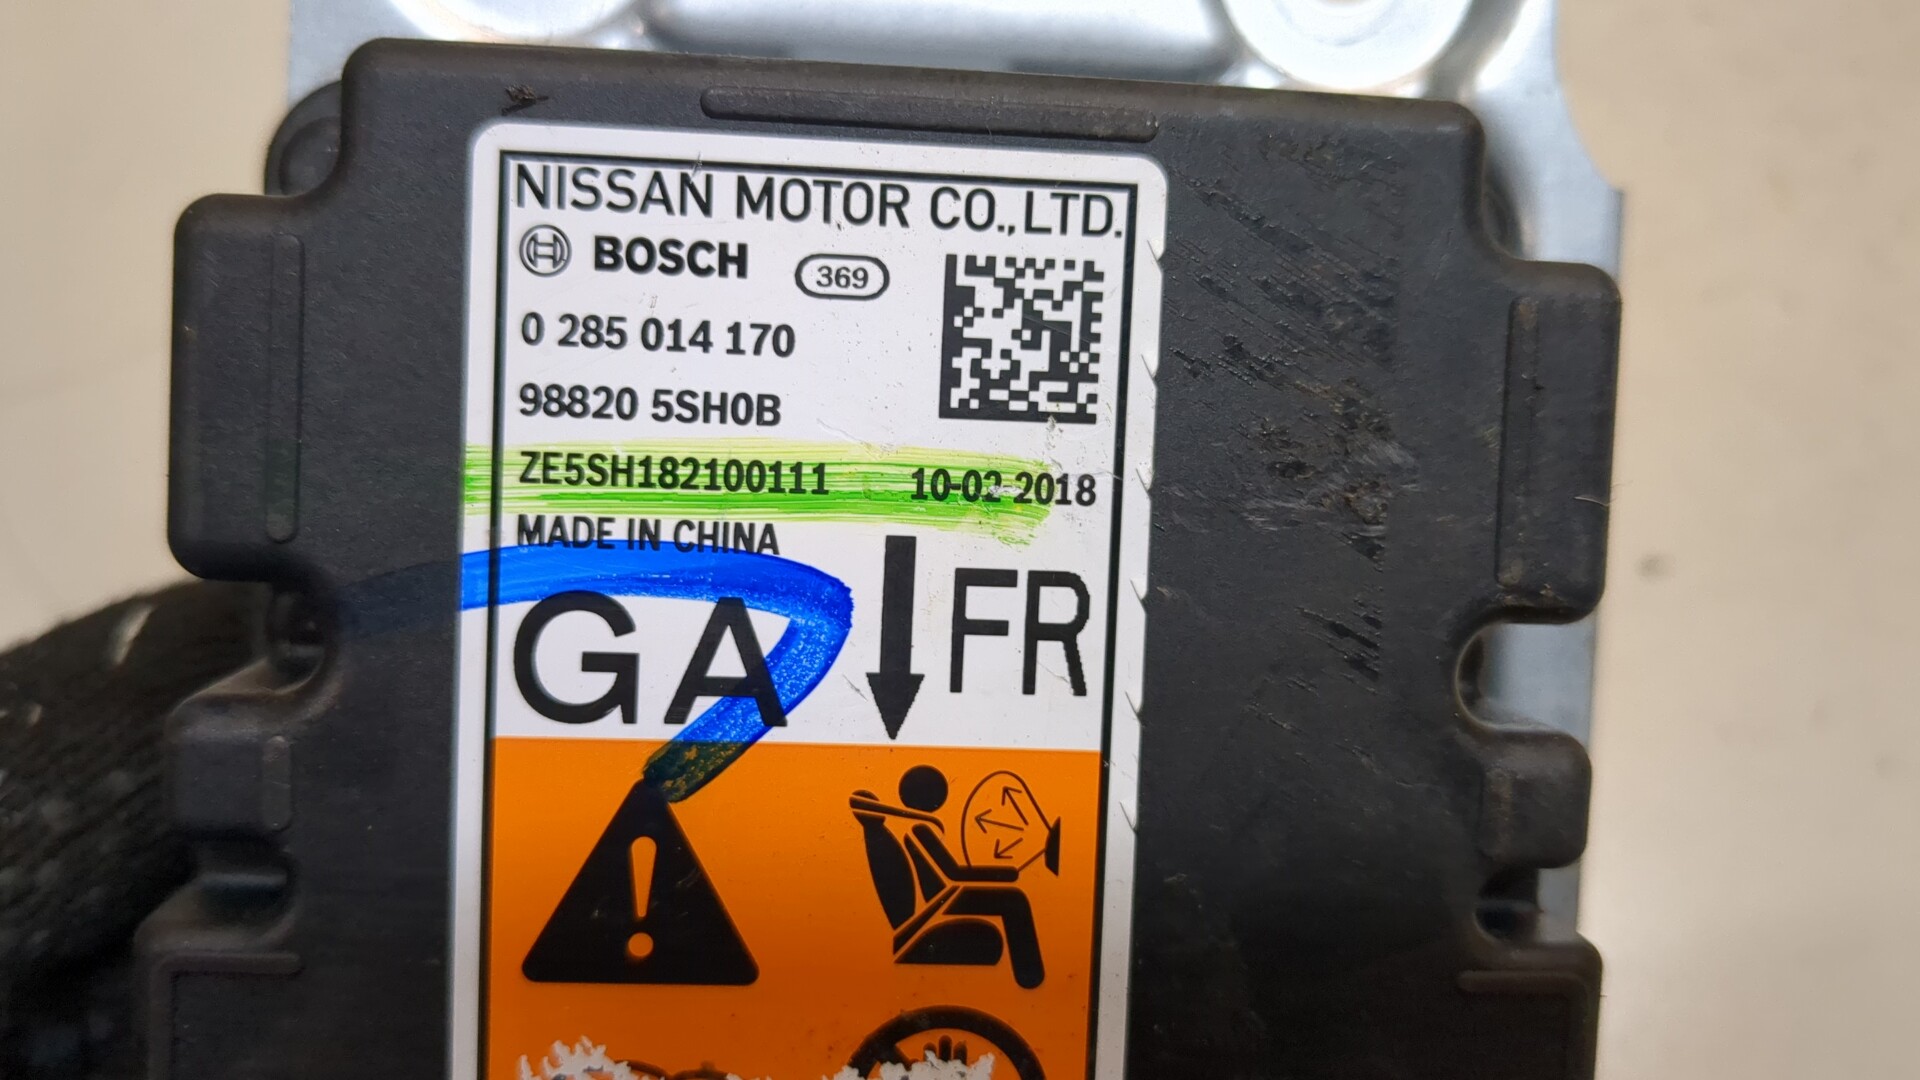 NISSAN MOTOR CO.,LTD.
BOSCH 369
0 285 014 170
98820 5SH0B
ZE5SH182100111 10-02-2018
MADE IN CHINA
GA FR